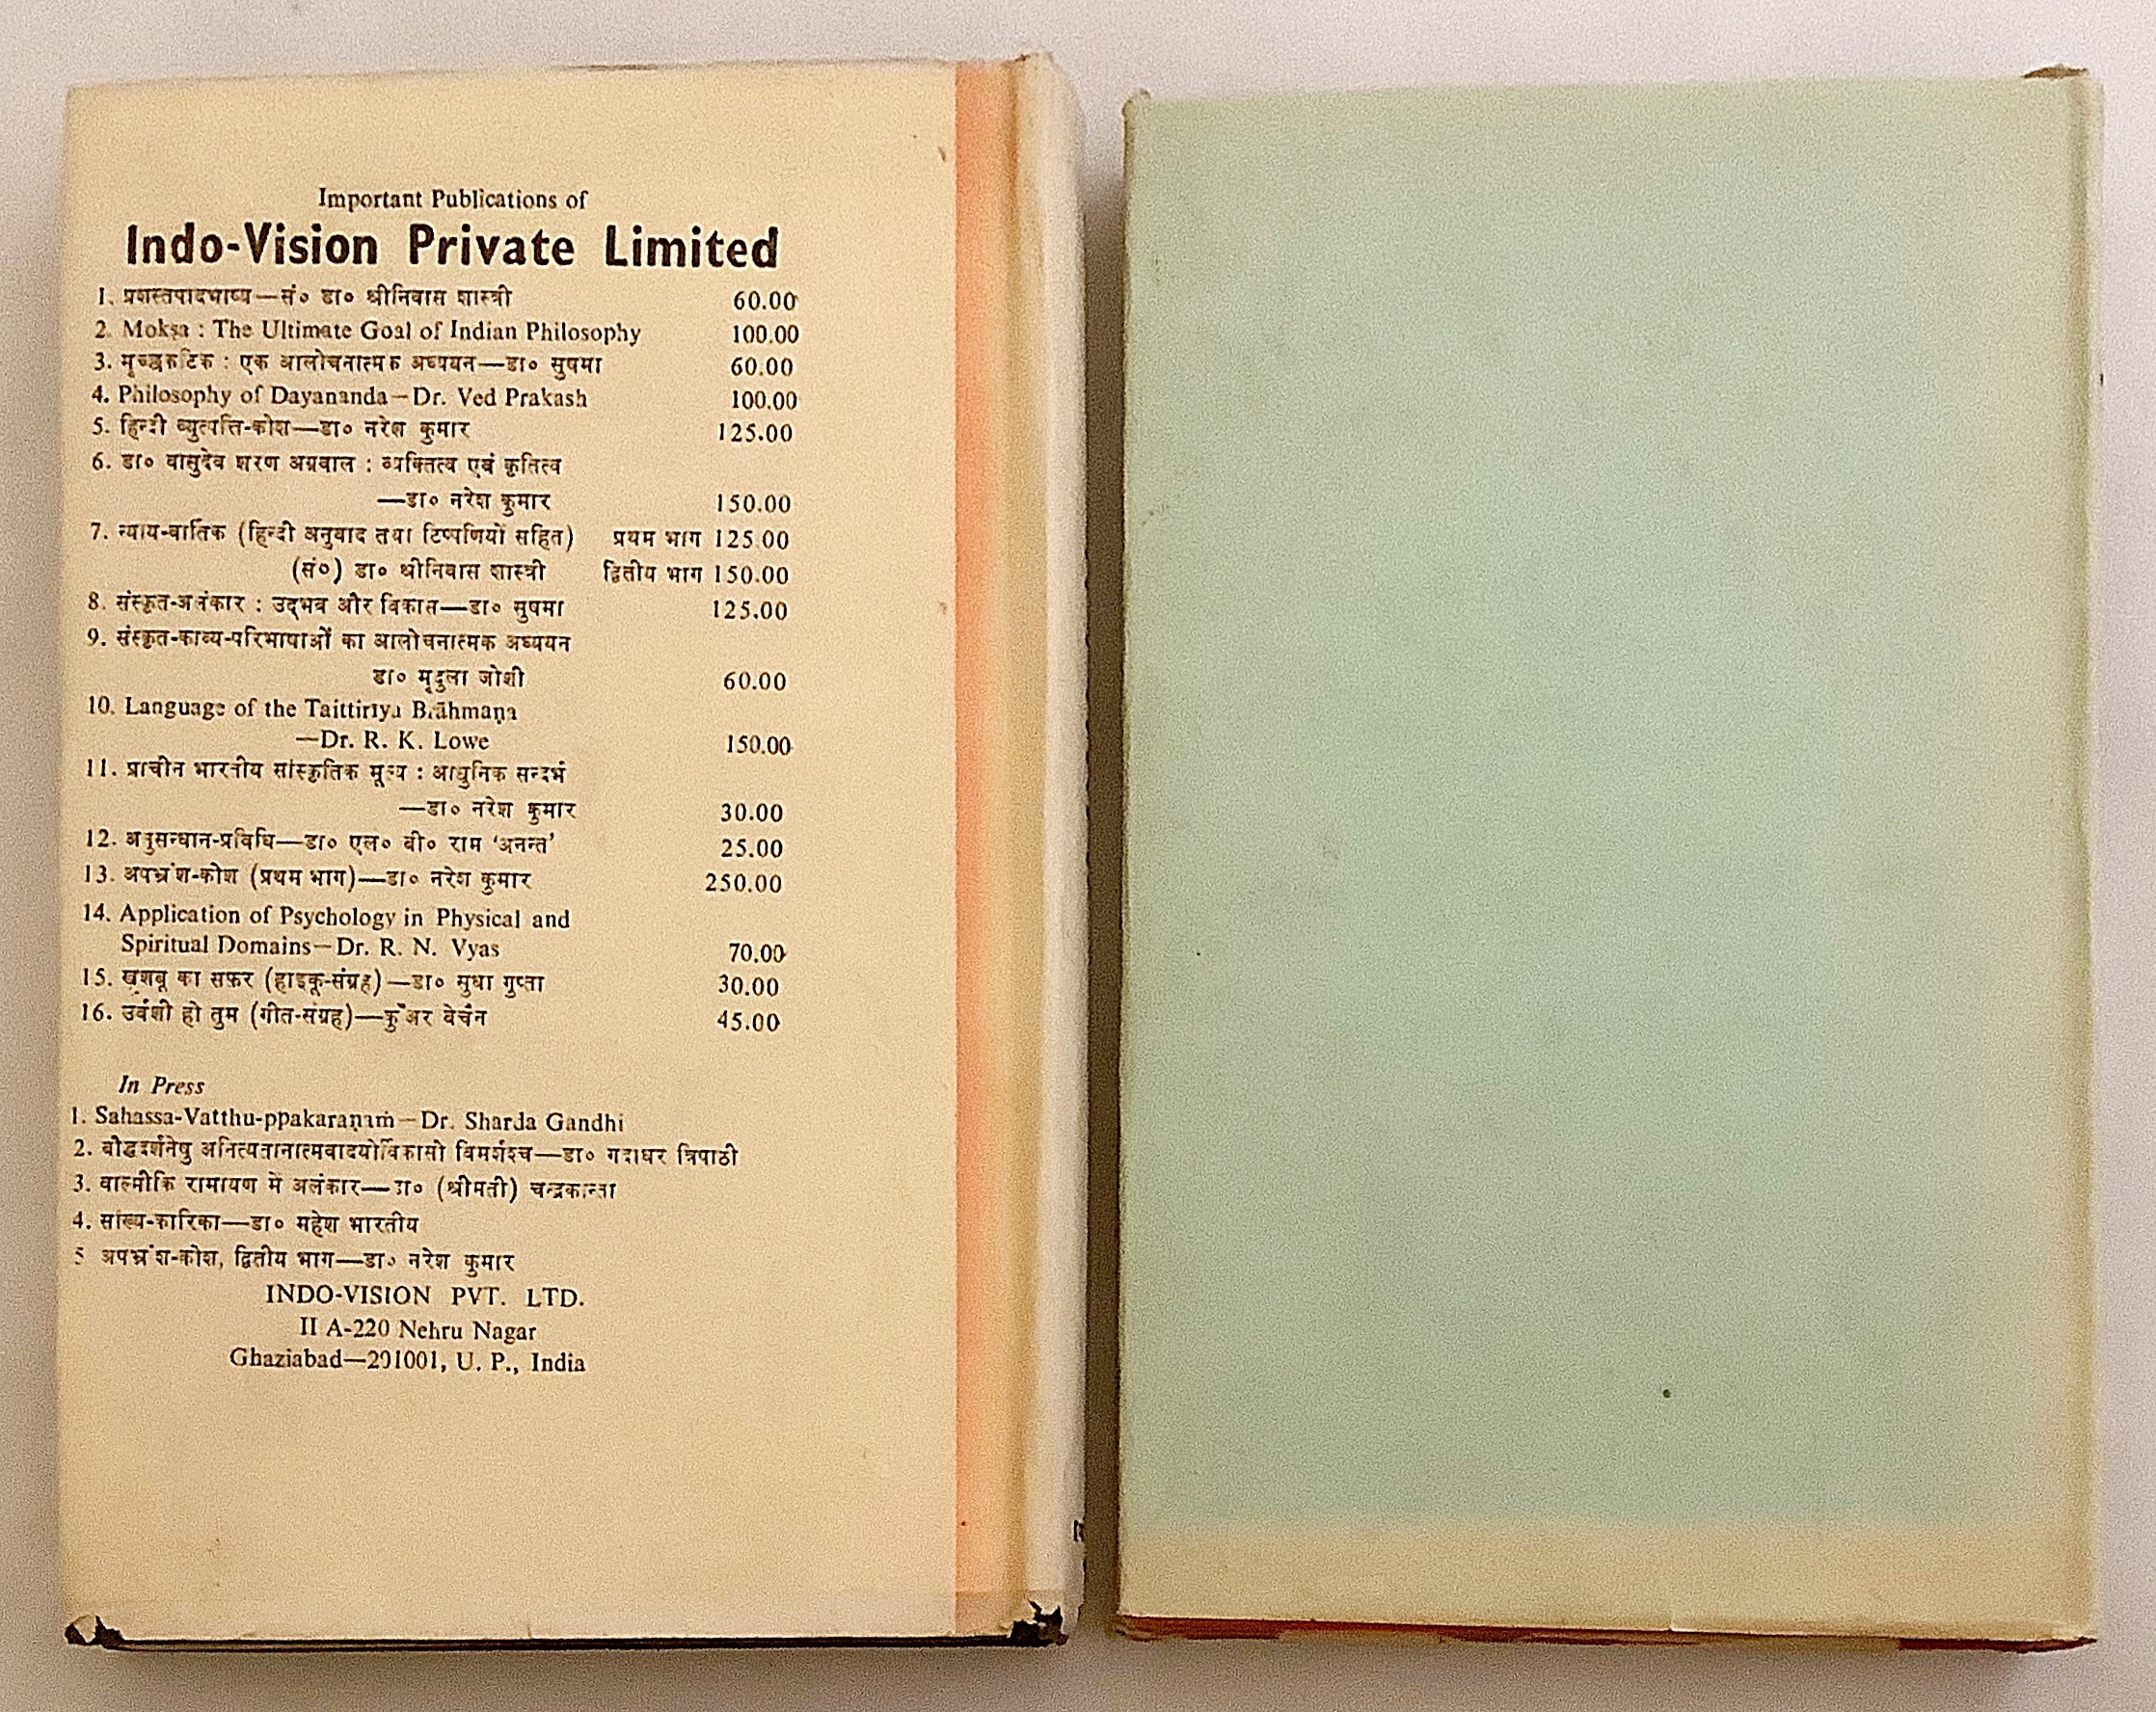 Important Publications of
Indo-Vision Private Limited
1. प्रशस्तपादभाष्य—सं० डा० श्रीनिवास शास्त्री 60.00
2. Mokṣa : The Ultimate Goal of Indian Philosophy 100.00
3. मृच्छकटिक : एक आलोचनात्मक अध्ययन—डा० सुषमा 60.00
4. Philosophy of Dayananda—Dr. Ved Prakash 100.00
5. हिन्दी व्युत्पत्ति-कोश—डा० नरेश कुमार 125.00
6. डा० वासुदेव शरण अग्रवाल : व्यक्तित्व एवं कृतित्व
—डा० नरेश कुमार 150.00
7. न्याय-वार्तिक (हिन्दी अनुवाद तथा टिप्पणियों सहित) प्रथम भाग 125.00
(सं०) डा० श्रीनिवास शास्त्री द्वितीय भाग 150.00
8. संस्कृत-अलंकार : उद्भव और विकास—डा० सुषमा 125.00
9. संस्कृत-काव्य-परिभाषाओं का आलोचनात्मक अध्ययन
डा० मृदुला जोशी 60.00
10. Language of the Taittirīya Brāhmaṇa
—Dr. R. K. Lowe 150.00
11. प्राचीन भारतीय सांस्कृतिक मूल्य : आधुनिक सन्दर्भ
—डा० नरेश कुमार 30.00
12. अनुसन्धान-प्रविधि—डा० एल० बी० राम ‘अनन्त’ 25.00
13. अपभ्रंश-कोश (प्रथम भाग)—डा० नरेश कुमार 250.00
14. Application of Psychology in Physical and
Spiritual Domains—Dr. R. N. Vyas 70.00
15. खुशबू का सफ़र (हाइकू-संग्रह)—डा० सुधा गुप्ता 30.00
16. उर्वशी हो तुम (गीत-संग्रह)—कुँअर बेचैन 45.00
In Press
1. Sahassa-Vatthu-ppakaraṇaṁ—Dr. Sharda Gandhi
2. बौद्धदर्शनेषु अनित्यतानात्मवादयोर्विकासो विमर्शश्च—डा० गदाधर त्रिपाठी
3. वाल्मीकि रामायण में अलंकार—डा० (श्रीमती) चन्द्रकान्ता
4. सांख्य-कारिका—डा० महेश भारतीय
5 अपभ्रंश-कोश, द्वितीय भाग—डा० नरेश कुमार
INDO-VISION PVT. LTD.
II A-220 Nehru Nagar
Ghaziabad—201001, U. P., India